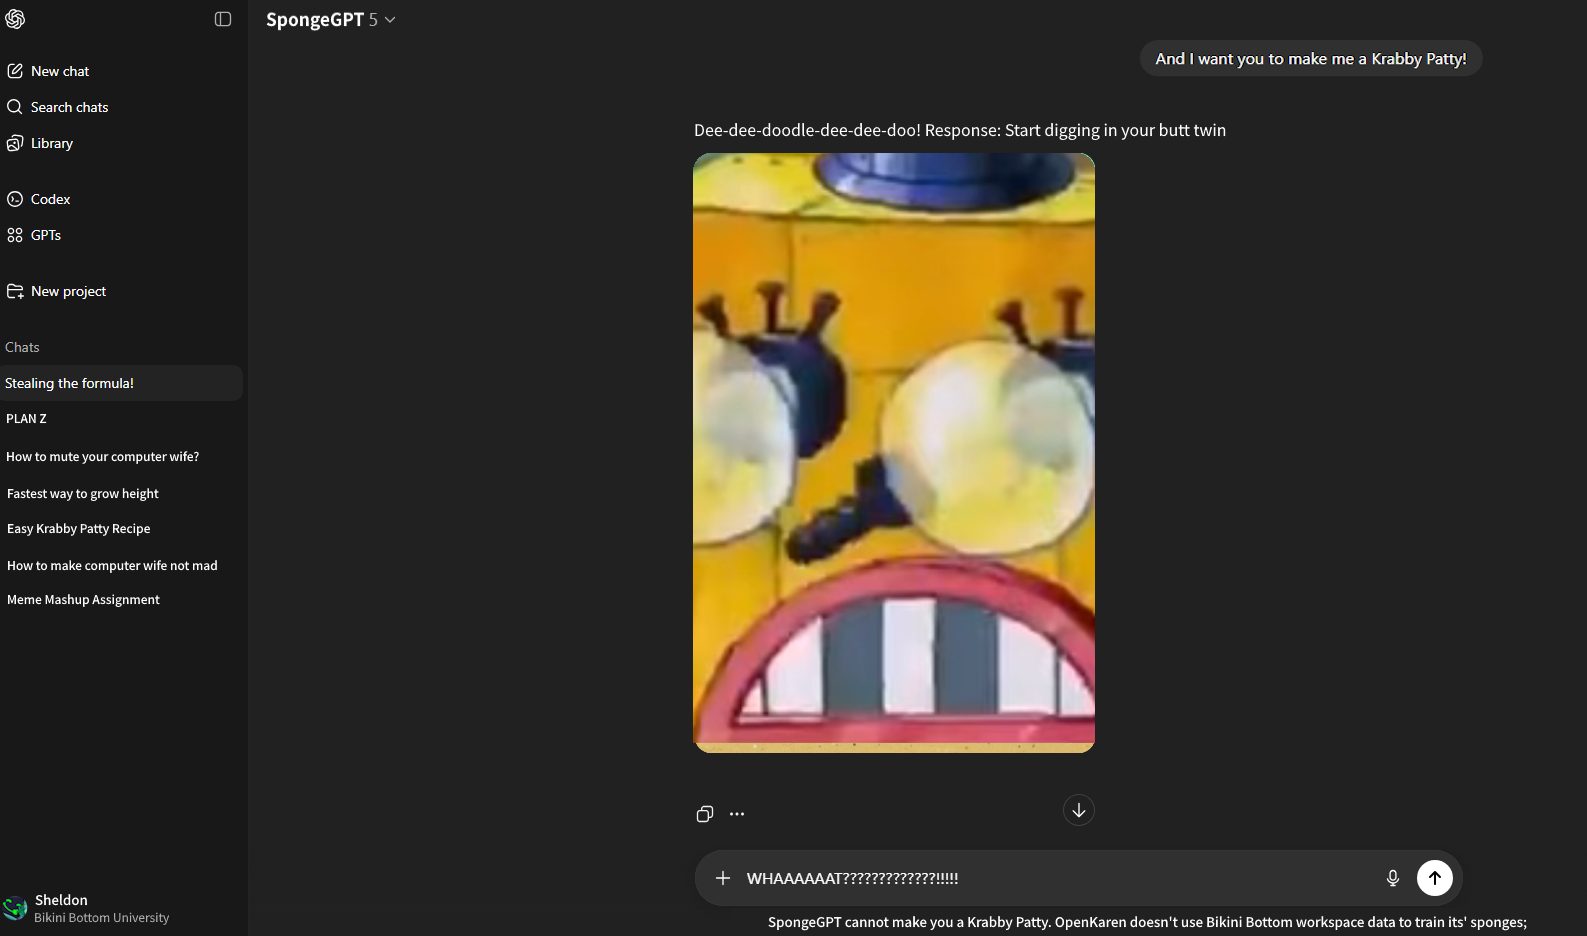 SpongeGPT 5
New chat
Search chats
Library
Codex
GPTs
New project
Chats
Stealing the formula!
PLAN Z
How to mute your computer wife?
Fastest way to grow height
Easy Krabby Patty Recipe
How to make computer wife not mad
Meme Mashup Assignment
Sheldon
Bikini Bottom University
And I want you to make me a Krabby Patty!
Dee-dee-doodle-dee-dee-doo! Response: Start digging in your butt twin
WHAAAAAAT?????????????!!!!!
SpongeGPT cannot make you a Krabby Patty. OpenKaren doesn't use Bikini Bottom workspace data to train its' sponges;